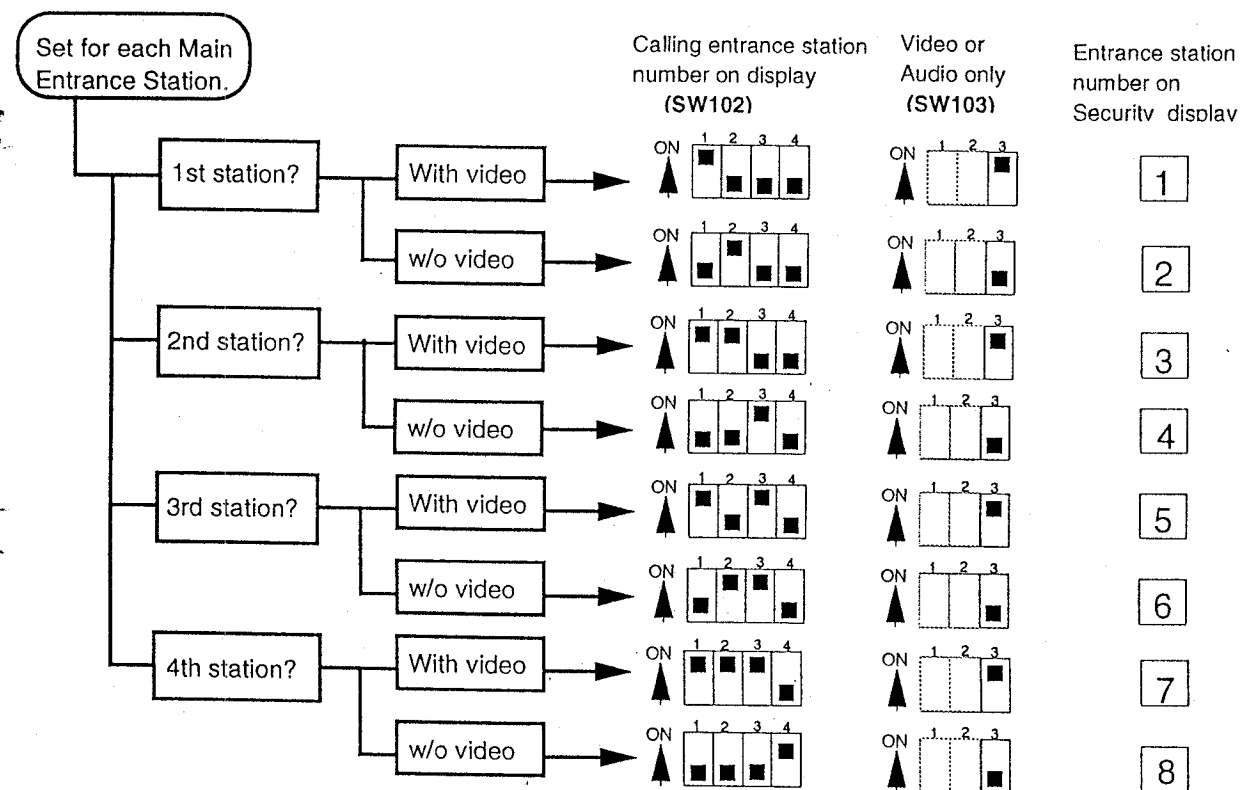 Set for each Main
Entrance Station.
Calling entrance station
number on display
(SW102)
Video or
Audio only
(SW103)
Entrance station
number on
Security display
1st station?
With video
ON
1 2 3 4
ON
1 2 3
1
w/o video
ON
1 2 3 4
ON
1 2 3
2
2nd station?
With video
ON
1 2 3 4
ON
1 2 3
3
w/o video
ON
1 2 3 4
ON
1 2 3
4
3rd station?
With video
ON
1 2 3 4
ON
1 2 3
5
w/o video
ON
1 2 3 4
ON
1 2 3
6
4th station?
With video
ON
1 2 3 4
ON
1 2 3
7
w/o video
ON
1 2 3 4
ON
1 2 3
8